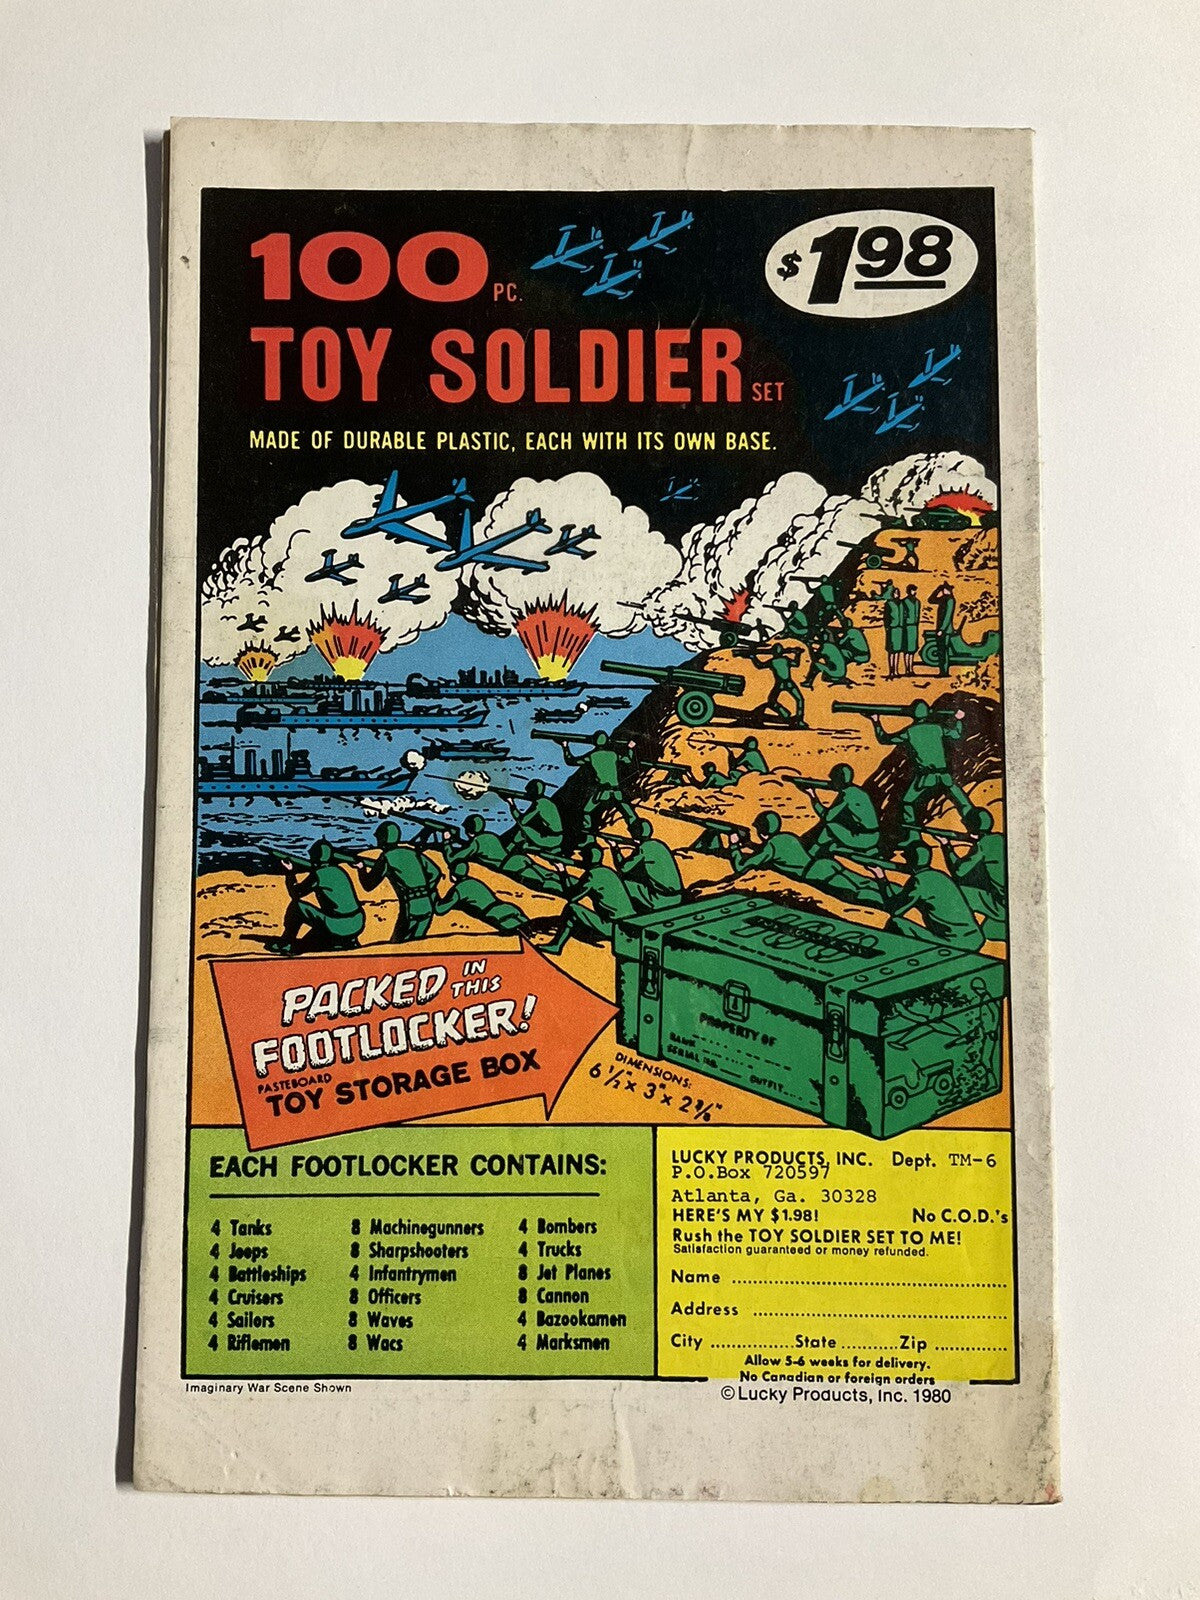 100 PC.
$1.98
TOY SOLDIER SET
MADE OF DURABLE PLASTIC, EACH WITH ITS OWN BASE.
PACKED IN THIS
FOOTLOCKER!
PASTEBOARD
TOY STORAGE BOX
PROPERTY OF
NAME
SERIAL NO.
OUTFIT
DIMENSIONS:
6 1/2" x 3" x 2 3/8"
EACH FOOTLOCKER CONTAINS:
4 Tanks
4 Jeeps
4 Battleships
4 Cruisers
4 Sailors
4 Riflemen
8 Machinegunners
8 Sharpshooters
4 Infantrymen
8 Officers
8 Waves
8 Wacs
4 Bombers
4 Trucks
8 Jet Planes
8 Cannon
4 Bazookamen
4 Marksmen
LUCKY PRODUCTS, INC. Dept. TM-6
P.O.Box 720597
Atlanta, Ga. 30328
HERE'S MY $1.98! No C.O.D.'s
Rush the TOY SOLDIER SET TO ME!
Satisfaction guaranteed or money refunded.
Name
Address
City State Zip
Allow 5-6 weeks for delivery.
No Canadian or foreign orders
Imaginary War Scene Shown
© Lucky Products, Inc. 1980